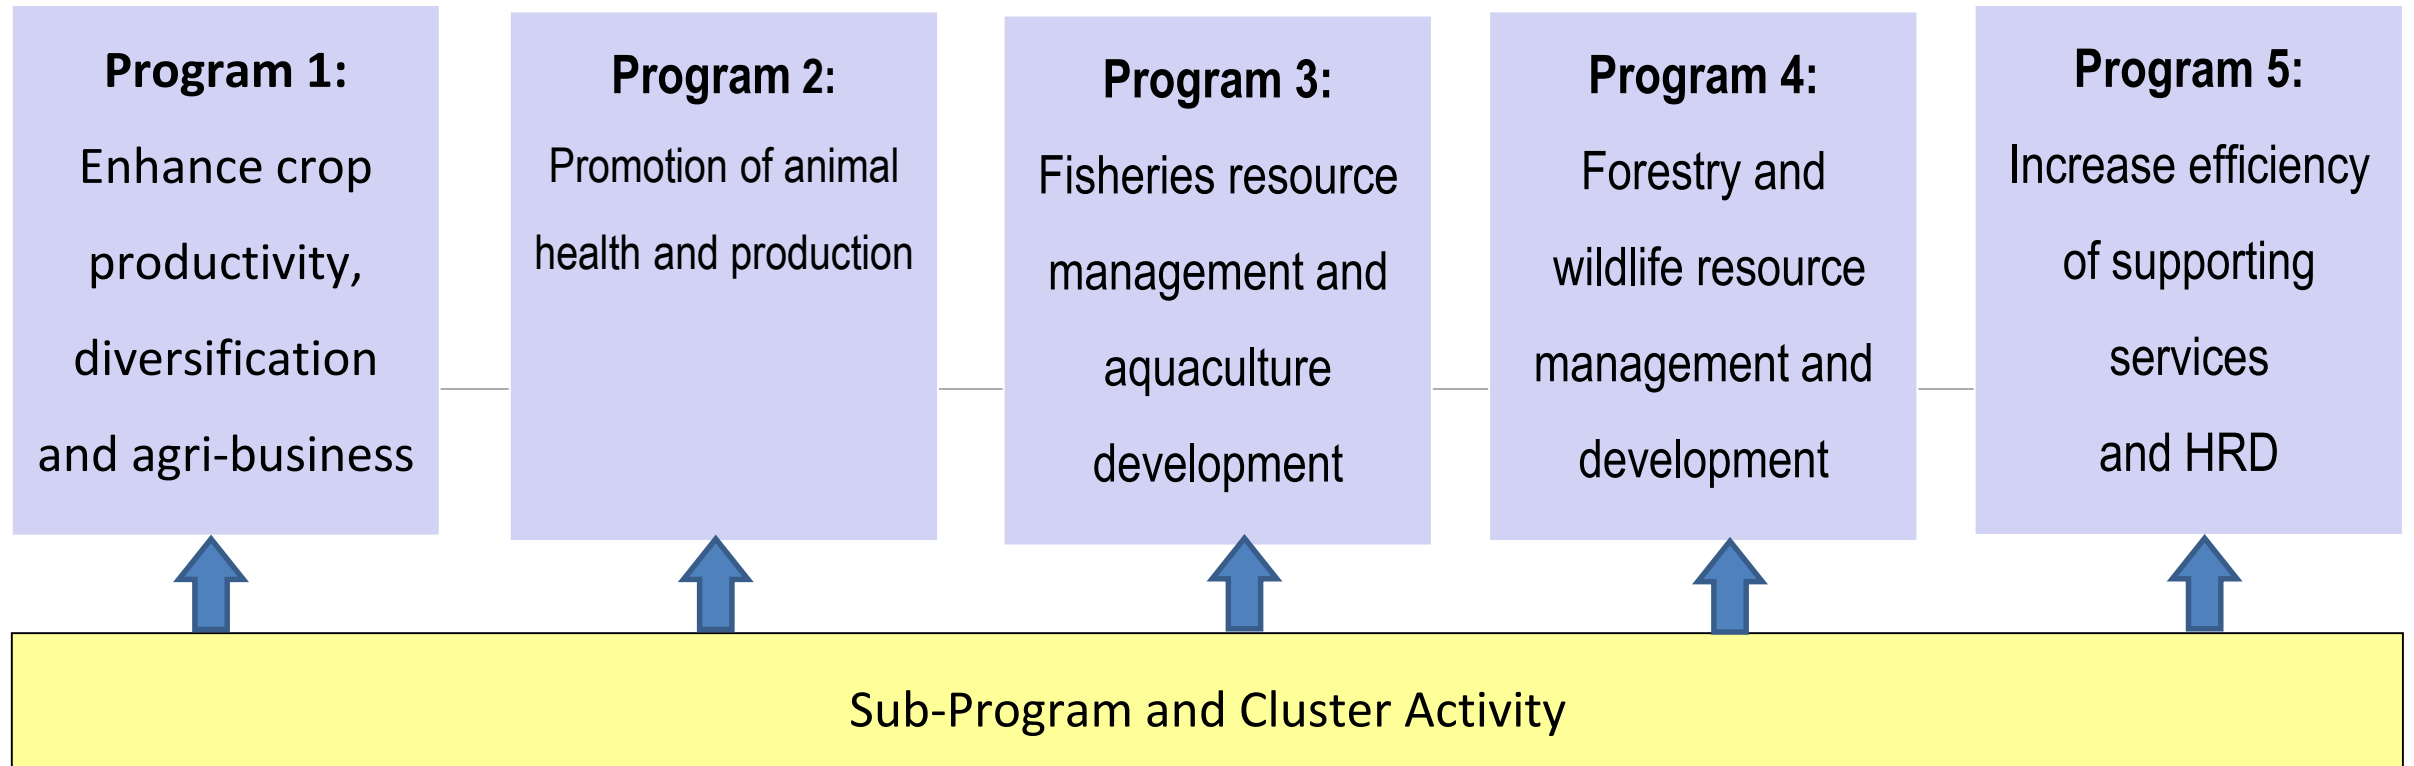 Program 1:
Enhance crop
productivity,
diversification
and agri-business
Program 2:
Promotion of animal
health and production
Program 3:
Fisheries resource
management and
aquaculture
development
Program 4:
Forestry and
wildlife resource
management and
development
Program 5:
Increase efficiency
of supporting
services
and HRD
Sub-Program and Cluster Activity